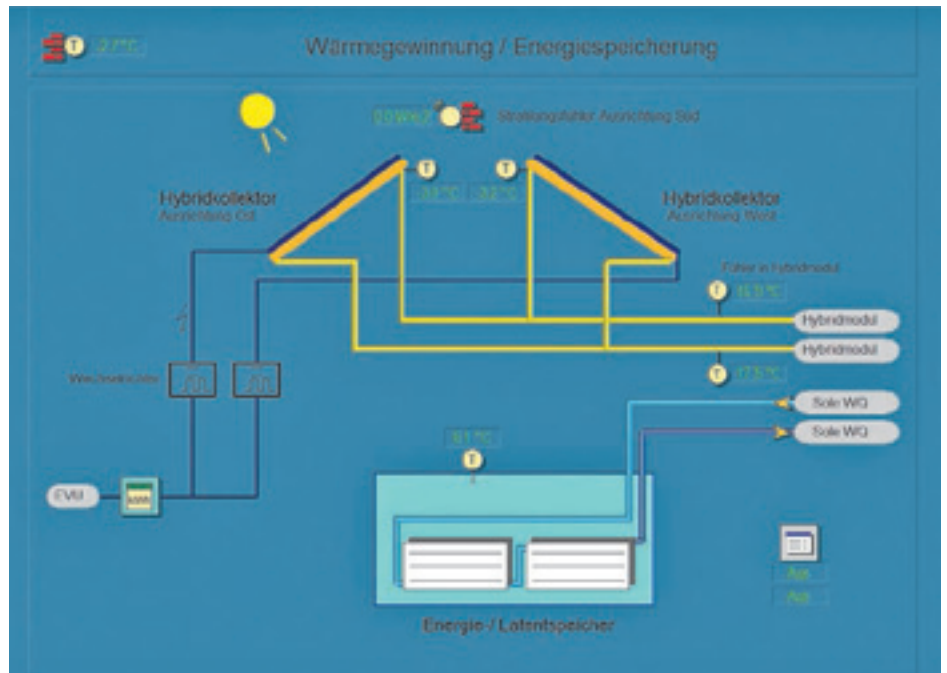 Wärmegewinnung / Energiespeicherung
Strahlungsfühler Ausrichtung Süd
Hybridkollektor
Ausrichtung Ost
Hybridkollektor
Ausrichtung West
Fühler in Hybridmodul
T
T
T
T
Hybridmodul
Hybridmodul
T
Wechselrichter
Sole WQ
Sole WQ
T
EVU
kWh
Energie-/ Latentspeicher
Aus
Aus